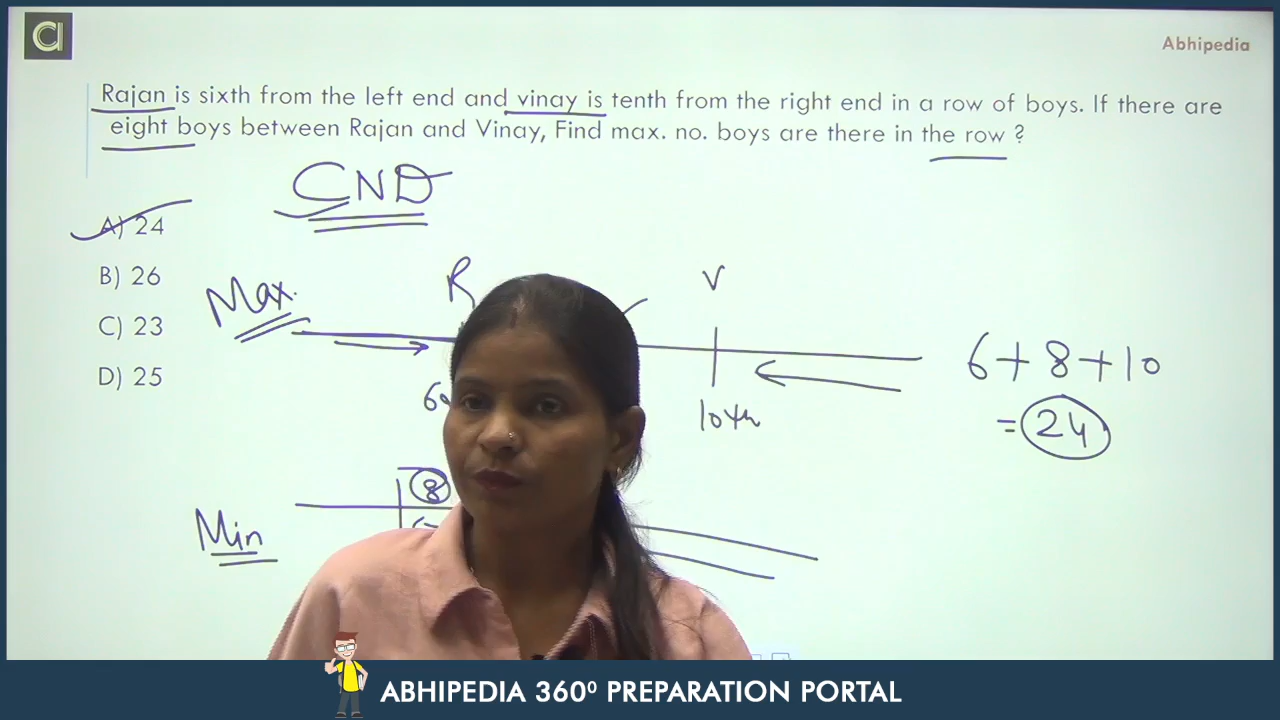 Abhipedia
Rajan is sixth from the left end and vinay is tenth from the right end in a row of boys. If there are
eight boys between Rajan and Vinay, Find max. no. boys are there in the row ?
CND
A) 24
B) 26
C) 23
D) 25
Max.
R
V
6 + 8 + 10
= 24
10th
8
Min
ABHIPEDIA 360⁰ PREPARATION PORTAL